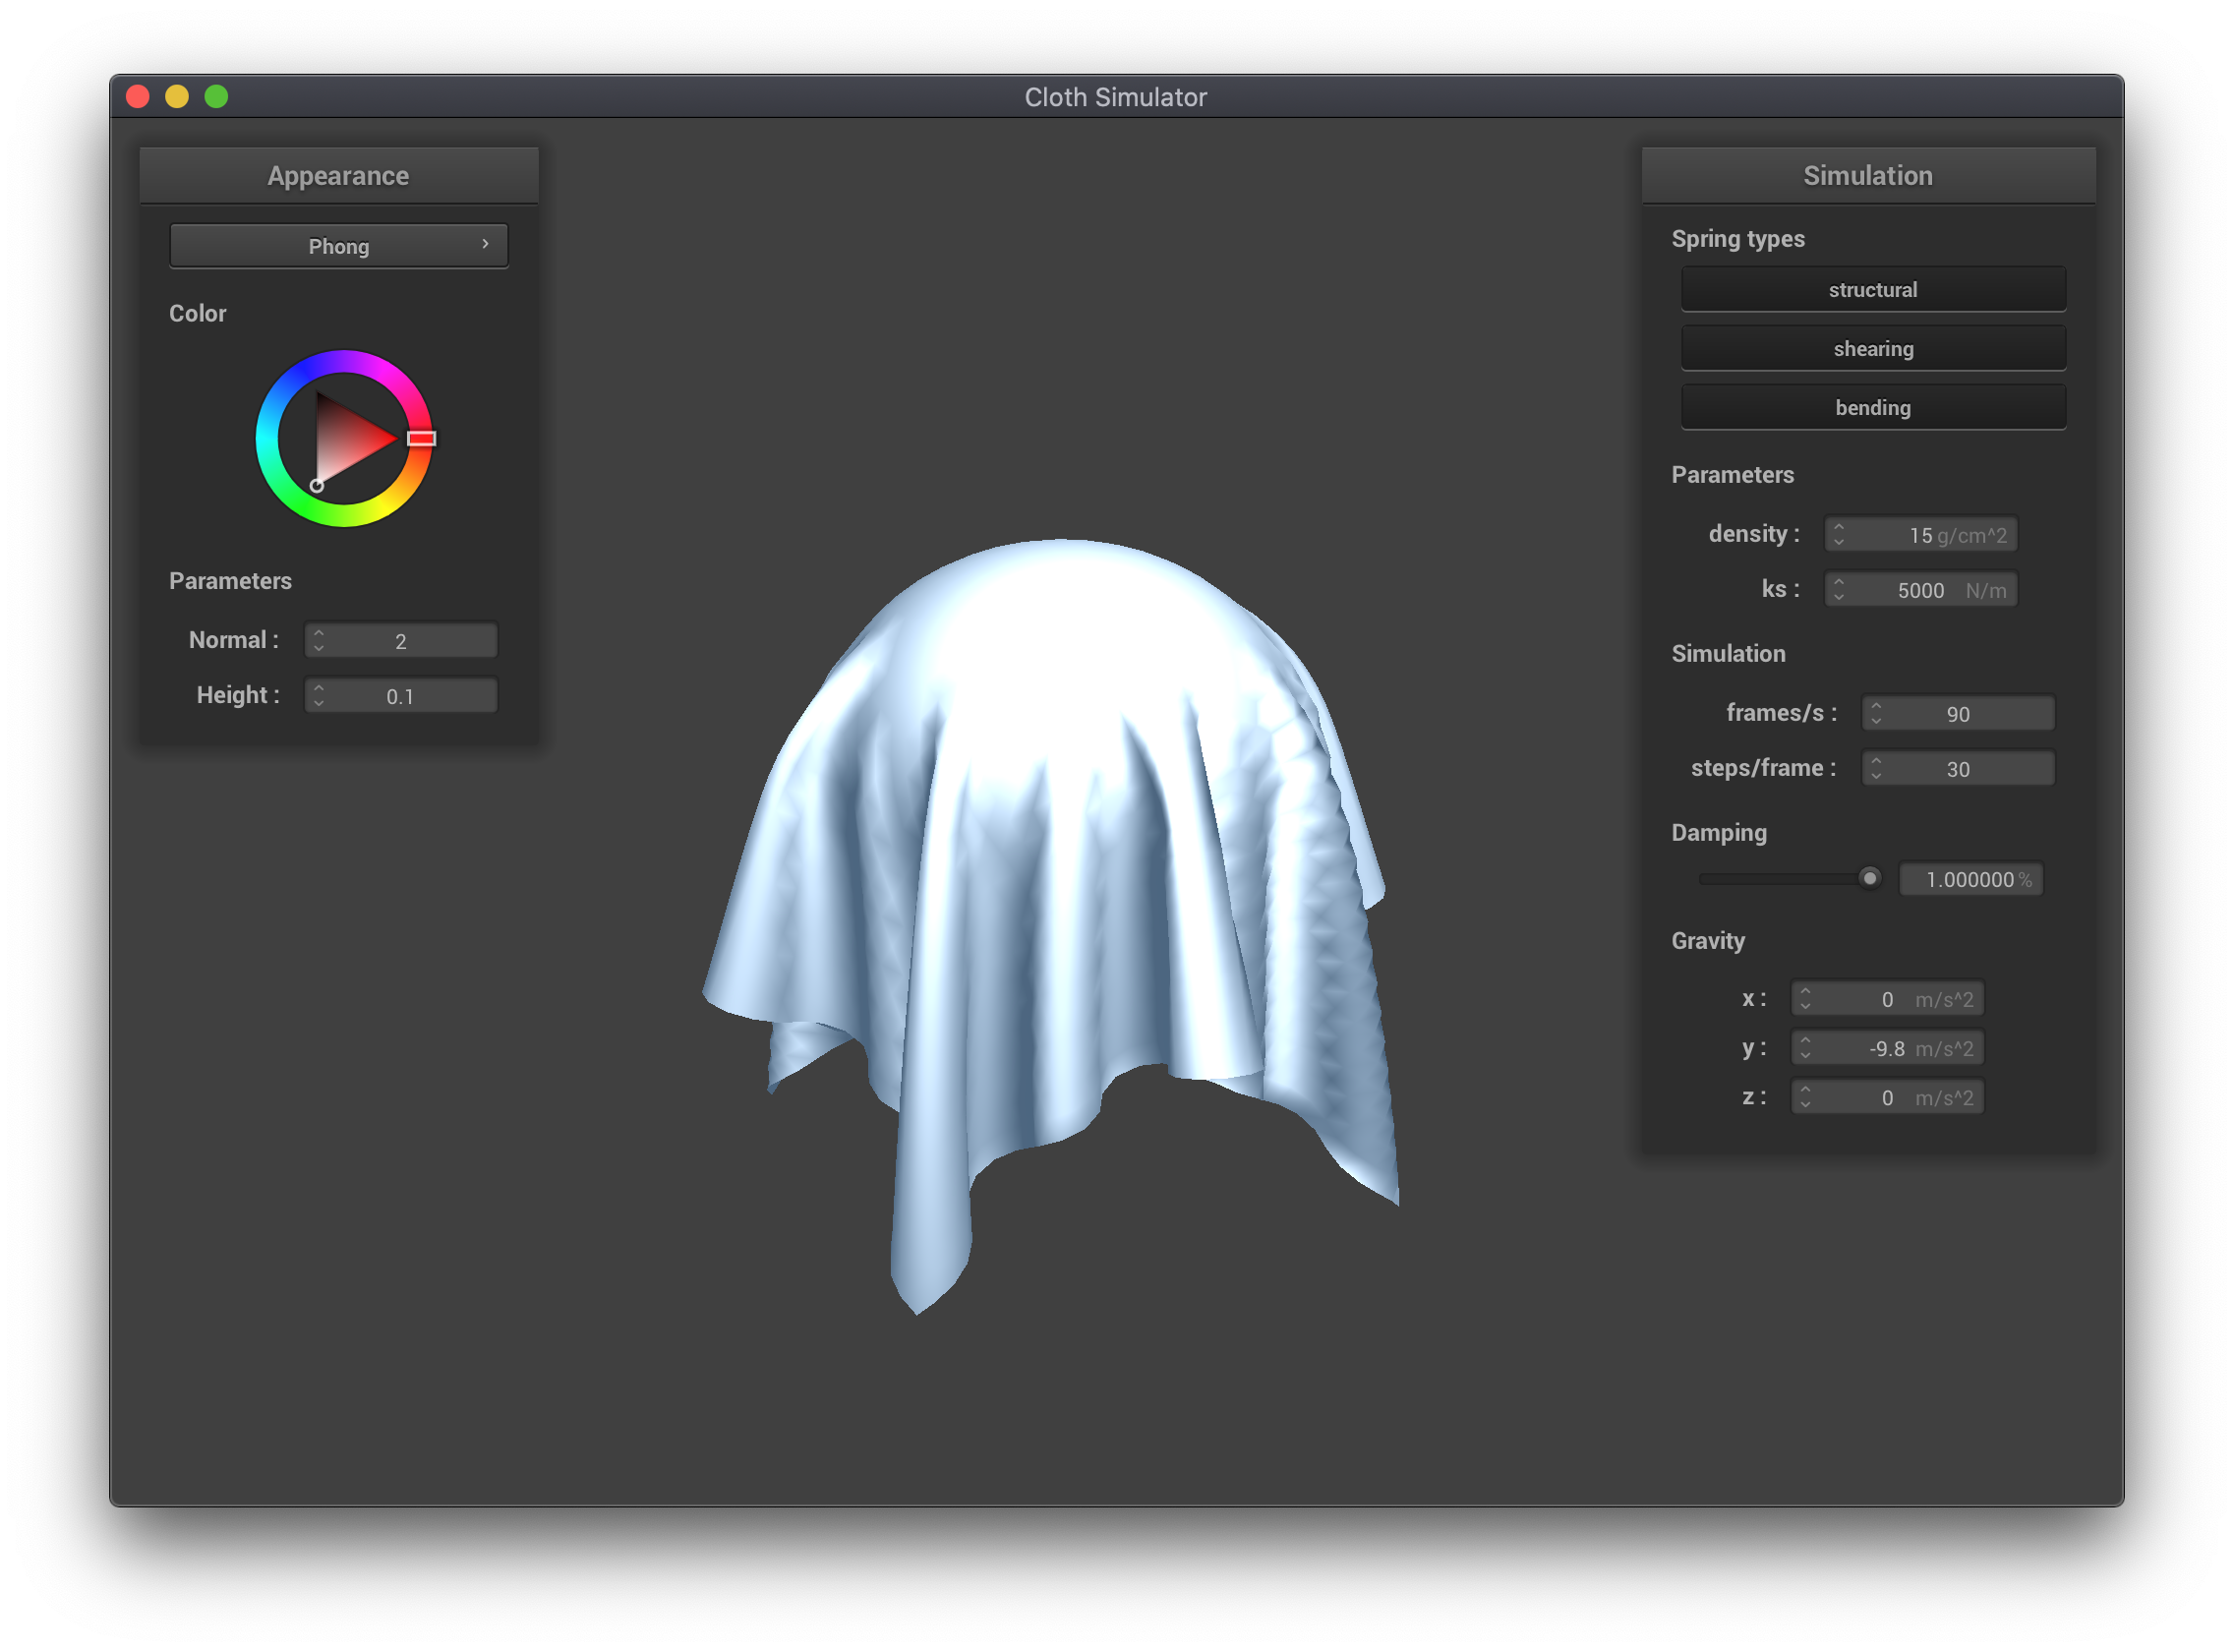 Cloth Simulator
Appearance
Phong
Color
Parameters
Normal : 2
Height : 0.1
Simulation
Spring types
structural
shearing
bending
Parameters
density : 15 g/cm^2
ks : 5000 N/m
Simulation
frames/s : 90
steps/frame : 30
Damping
1.000000 %
Gravity
x : 0 m/s^2
y : -9.8 m/s^2
z : 0 m/s^2